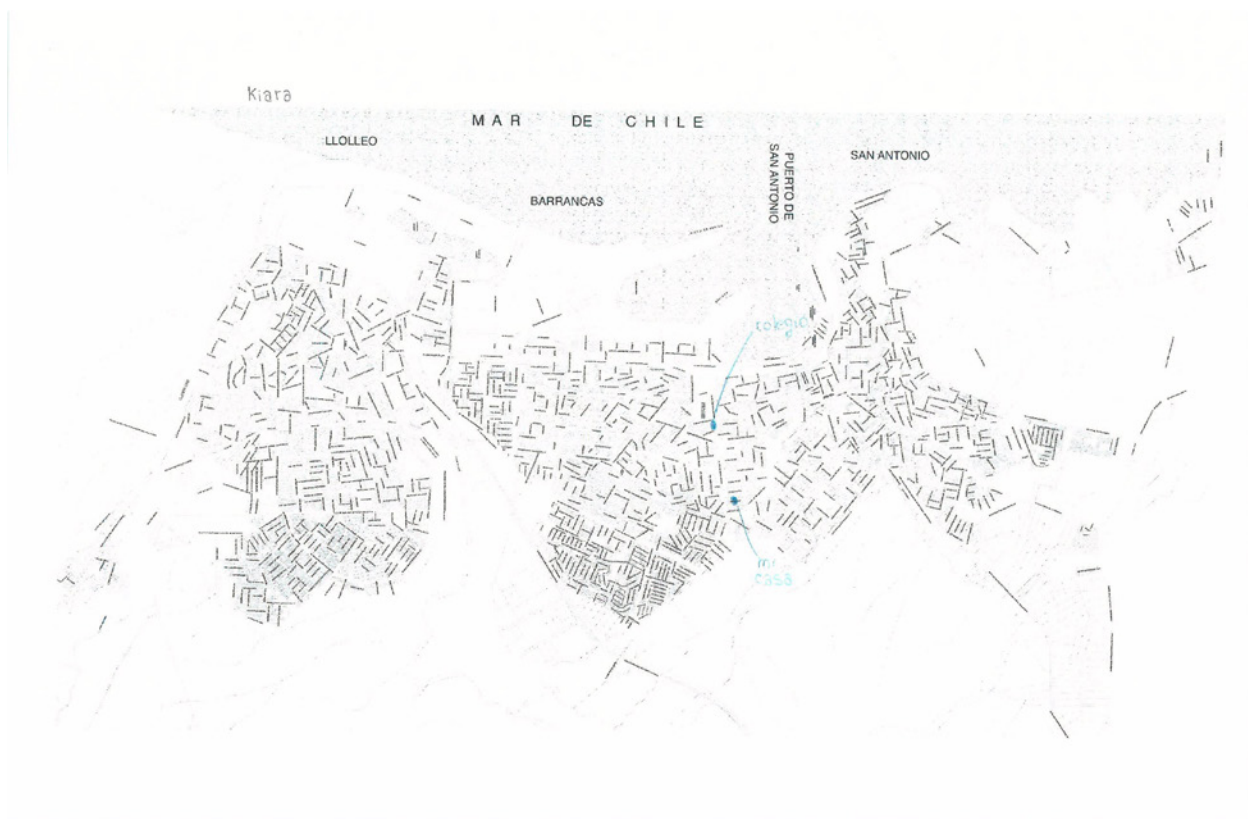 Kiara
MAR DE CHILE
LLOLLEO
BARRANCAS
PUERTO DE
SAN ANTONIO
SAN ANTONIO
colegio
mi
casa